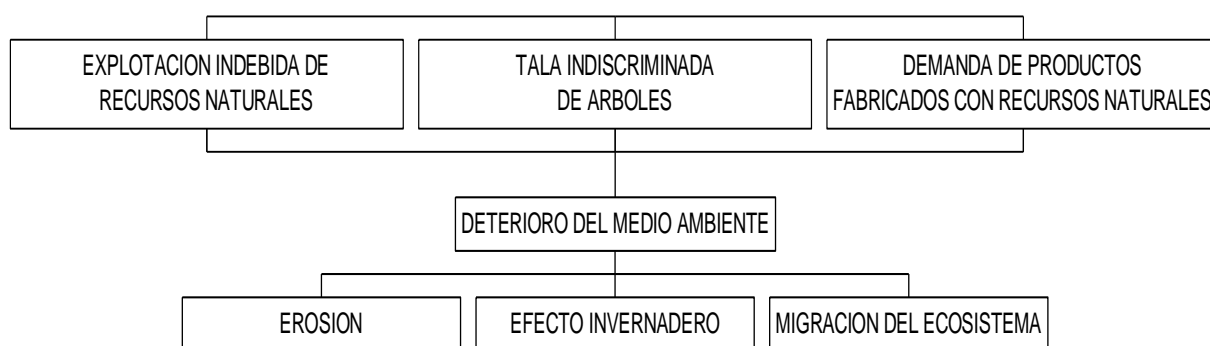 EXPLOTACION INDEBIDA DE
RECURSOS NATURALES
TALA INDISCRIMINADA
DE ARBOLES
DEMANDA DE PRODUCTOS
FABRICADOS CON RECURSOS NATURALES
DETERIORO DEL MEDIO AMBIENTE
EROSION
EFECTO INVERNADERO
MIGRACION DEL ECOSISTEMA